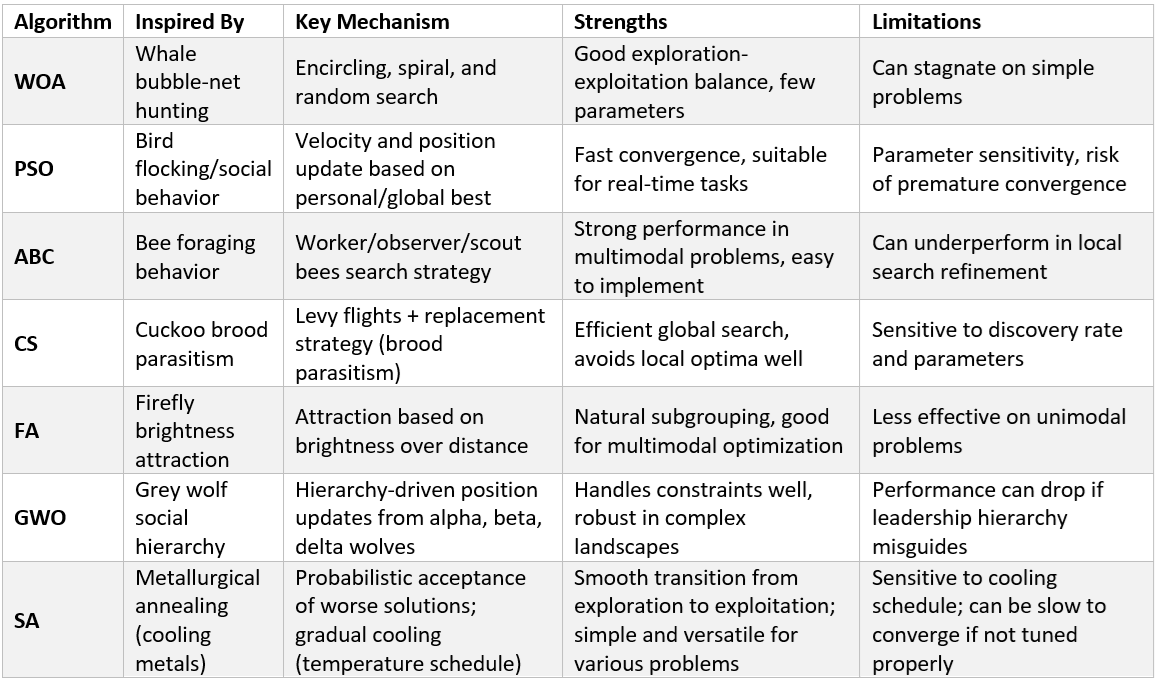 Algorithm Inspired By Key Mechanism Strengths Limitations
WOA
Whale
bubble-net
hunting
Encircling, spiral, and
random search
Good exploration-
exploitation balance, few
parameters
Can stagnate on simple
problems
PSO
Bird
flocking/social
behavior
Velocity and position
update based on
personal/global best
Fast convergence, suitable
for real-time tasks
Parameter sensitivity, risk
of premature convergence
ABC
Bee foraging
behavior
Worker/observer/scout
bees search strategy
Strong performance in
multimodal problems, easy
to implement
Can underperform in local
search refinement
CS
Cuckoo brood
parasitism
Levy flights + replacement
strategy (brood
parasitism)
Efficient global search,
avoids local optima well
Sensitive to discovery rate
and parameters
FA
Firefly
brightness
attraction
Attraction based on
brightness over distance
Natural subgrouping, good
for multimodal optimization
Less effective on unimodal
problems
GWO
Grey wolf
social
hierarchy
Hierarchy-driven position
updates from alpha, beta,
delta wolves
Handles constraints well,
robust in complex
landscapes
Performance can drop if
leadership hierarchy
misguides
SA
Metallurgical
annealing
(cooling
metals)
Probabilistic acceptance
of worse solutions;
gradual cooling
(temperature schedule)
Smooth transition from
exploration to exploitation;
simple and versatile for
various problems
Sensitive to cooling
schedule; can be slow to
converge if not tuned
properly